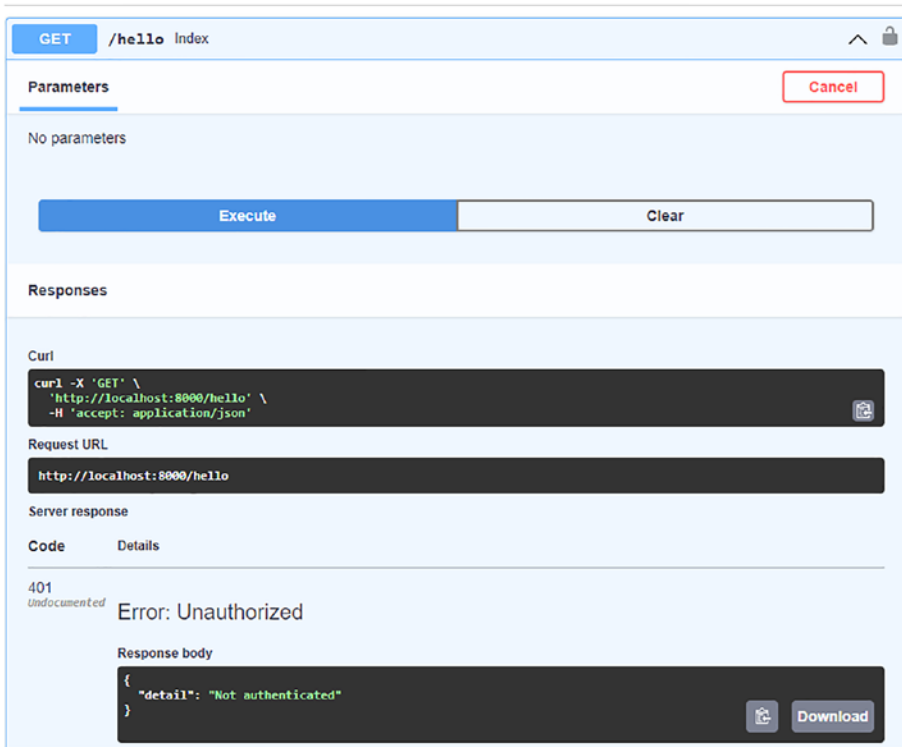 GET /hello Index
Parameters
Cancel
No parameters
Execute
Clear
Responses
Curl
curl -X 'GET' \
  'http://localhost:8000/hello' \
  -H 'accept: application/json'
Request URL
http://localhost:8000/hello
Server response
Code Details
401
Undocumented
Error: Unauthorized
Response body
{
  "detail": "Not authenticated"
}
Download